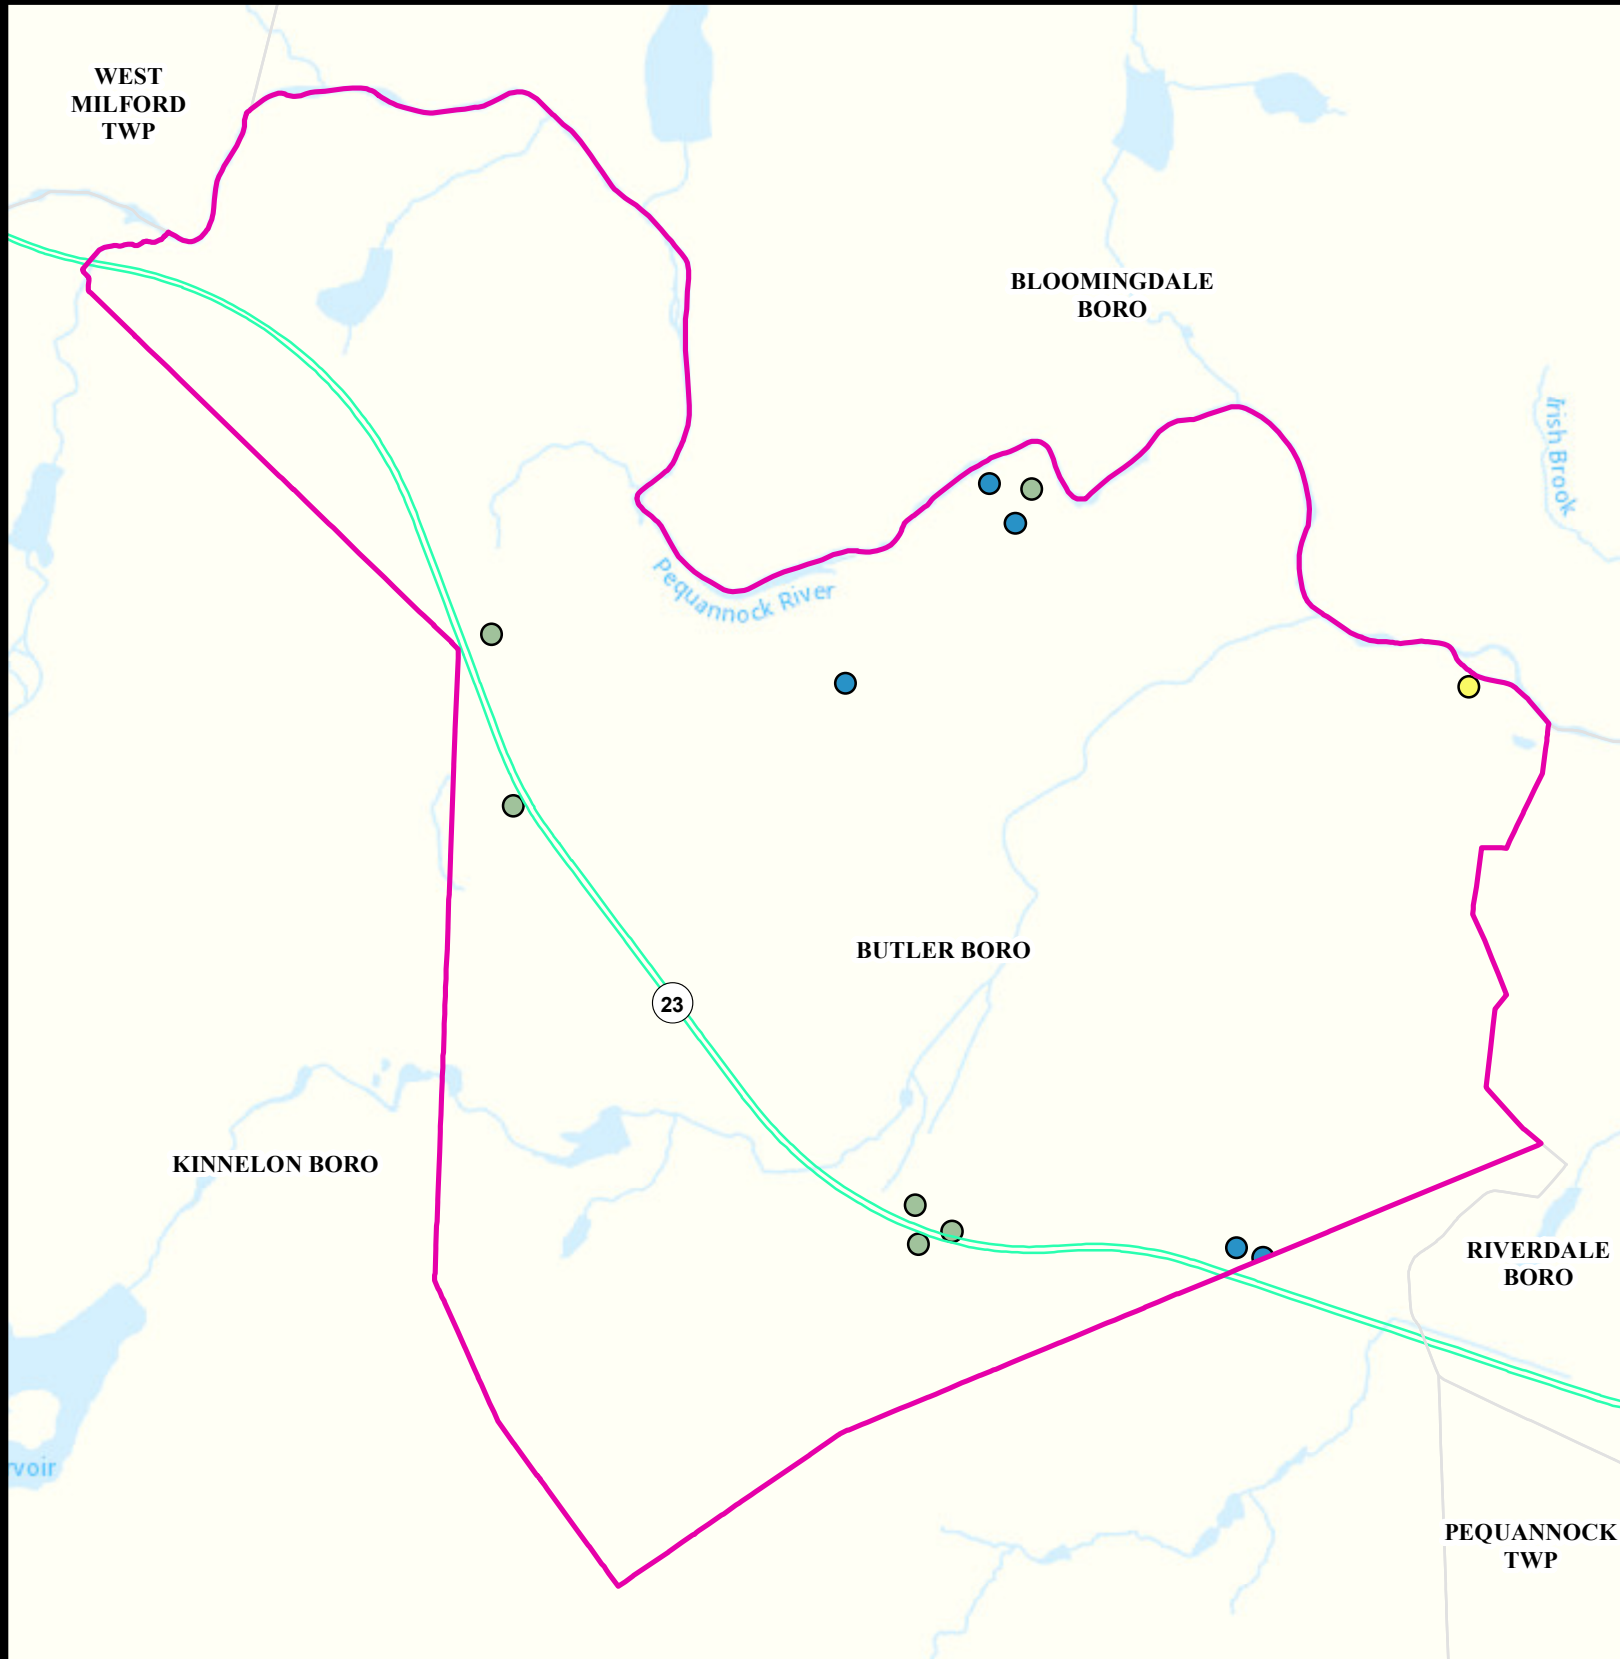 WEST
MILFORD
TWP
BLOOMINGDALE
BORO
Irish Brook
Pequannock River
BUTLER BORO
23
KINNELON BORO
RIVERDALE
BORO
rvoir
PEQUANNOCK
TWP